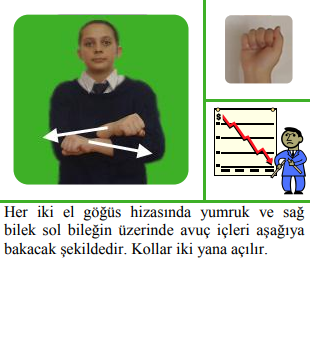 $
Her iki el göğüs hizasında yumruk ve sağ
bilek sol bileğin üzerinde avuç içleri aşağıya
bakacak şekildedir. Kollar iki yana açılır.